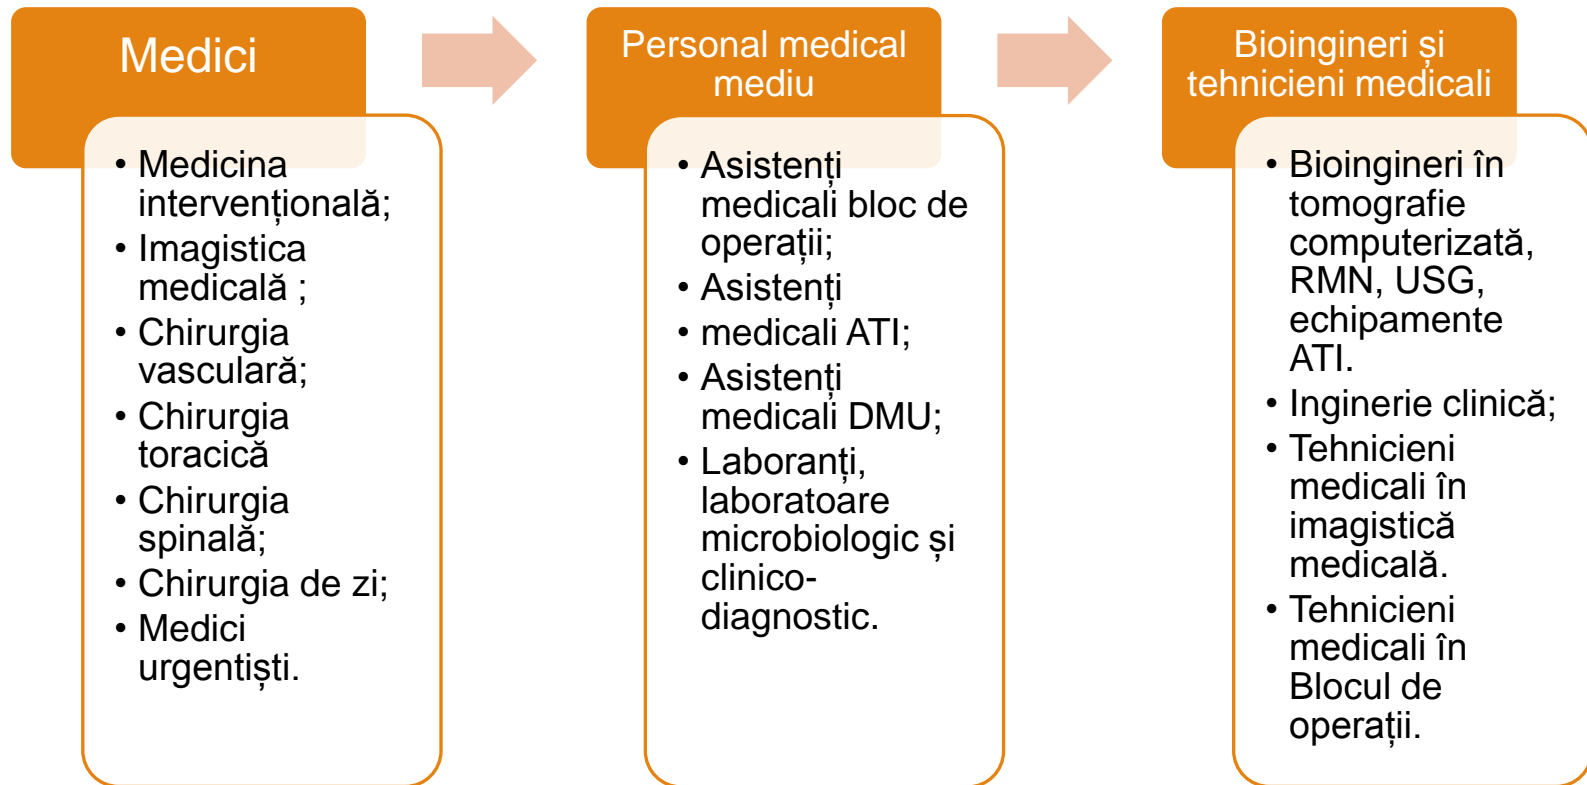 Medici
• Medicina
intervențională;
• Imagistica
medicală ;
• Chirurgia
vasculară;
• Chirurgia
toracică
• Chirurgia
spinală;
• Chirurgia de zi;
• Medici
urgentiști.
Personal medical
mediu
• Asistenți
medicali bloc de
operații;
• Asistenți
• medicali ATI;
• Asistenți
medicali DMU;
• Laboranți,
laboratoare
microbiologic și
clinico-
diagnostic.
Bioingineri și
tehnicieni medicali
• Bioingineri în
tomografie
computerizată,
RMN, USG,
echipamente
ATI.
• Inginerie clinică;
• Tehnicieni
medicali în
imagistică
medicală.
• Tehnicieni
medicali în
Blocul de
operații.